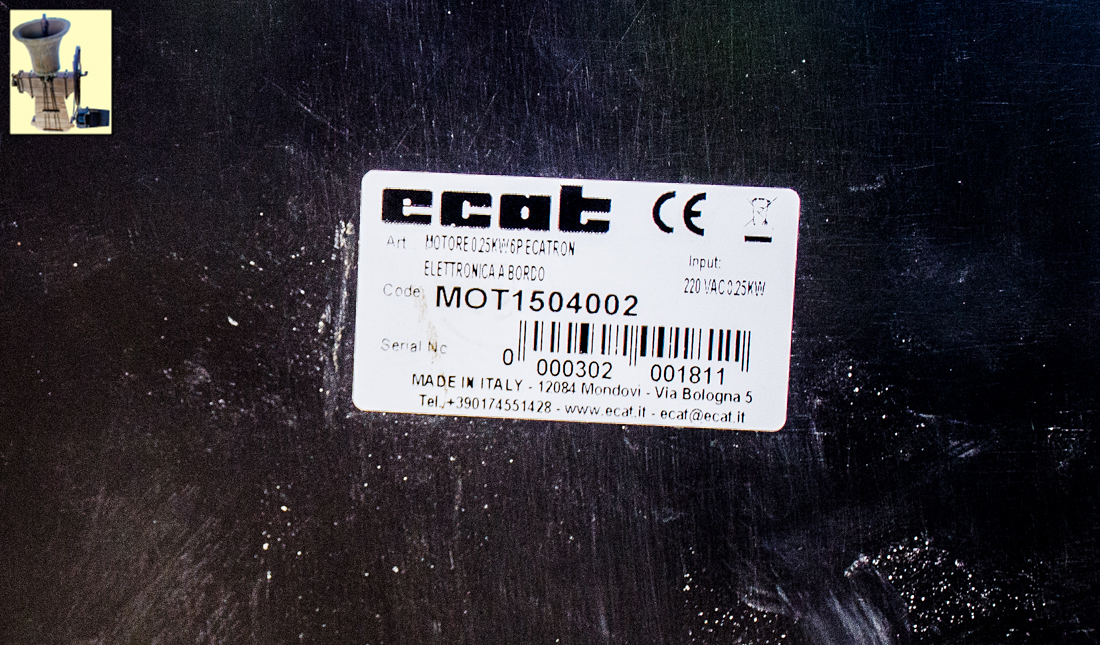 ecat CE
Art. MOTORE 0.25KW 6P ECATRON
ELETTRONICA A BORDO
Input:
220 VAC 0.25KW
Code MOT1504002
Serial No
0 000302 001811
MADE IN ITALY - 12084 Mondovi - Via Bologna 5
Tel. +390174551428 - www.ecat.it - ecat@ecat.it